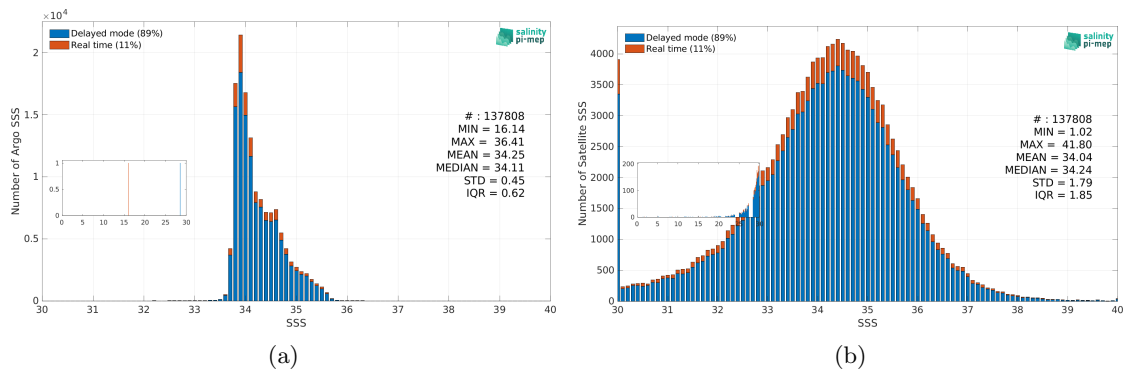 ×10⁴
Delayed mode (89%)
Real time (11%)
salinity
pi-mep
2
1.5
1
0.5
0
Number of Argo SSS
# : 137808
MIN = 16.14
MAX = 36.41
MEAN = 34.25
MEDIAN = 34.11
STD = 0.45
IQR = 0.62
1
0.5
0
0 5 10 15 20 25 30
30 31 32 33 34 35 36 37 38 39 40
SSS
(a)
Delayed mode (89%)
Real time (11%)
salinity
pi-mep
4000
3500
3000
2500
2000
1500
1000
500
0
Number of Satellite SSS
# : 137808
MIN = 1.02
MAX = 41.80
MEAN = 34.04
MEDIAN = 34.24
STD = 1.79
IQR = 1.85
200
100
0
0 5 10 15 20 25 30
30 31 32 33 34 35 36 37 38 39 40
SSS
(b)